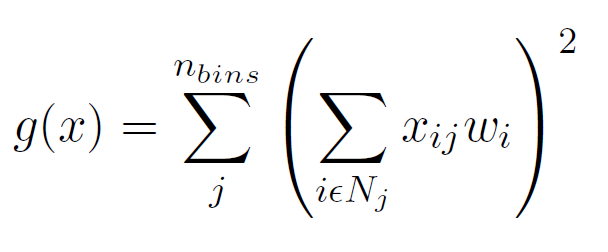 g(x) = \sum_{j}^{n_{bins}} \left( \sum_{i \epsilon N_j} x_{ij} w_i \right)^2